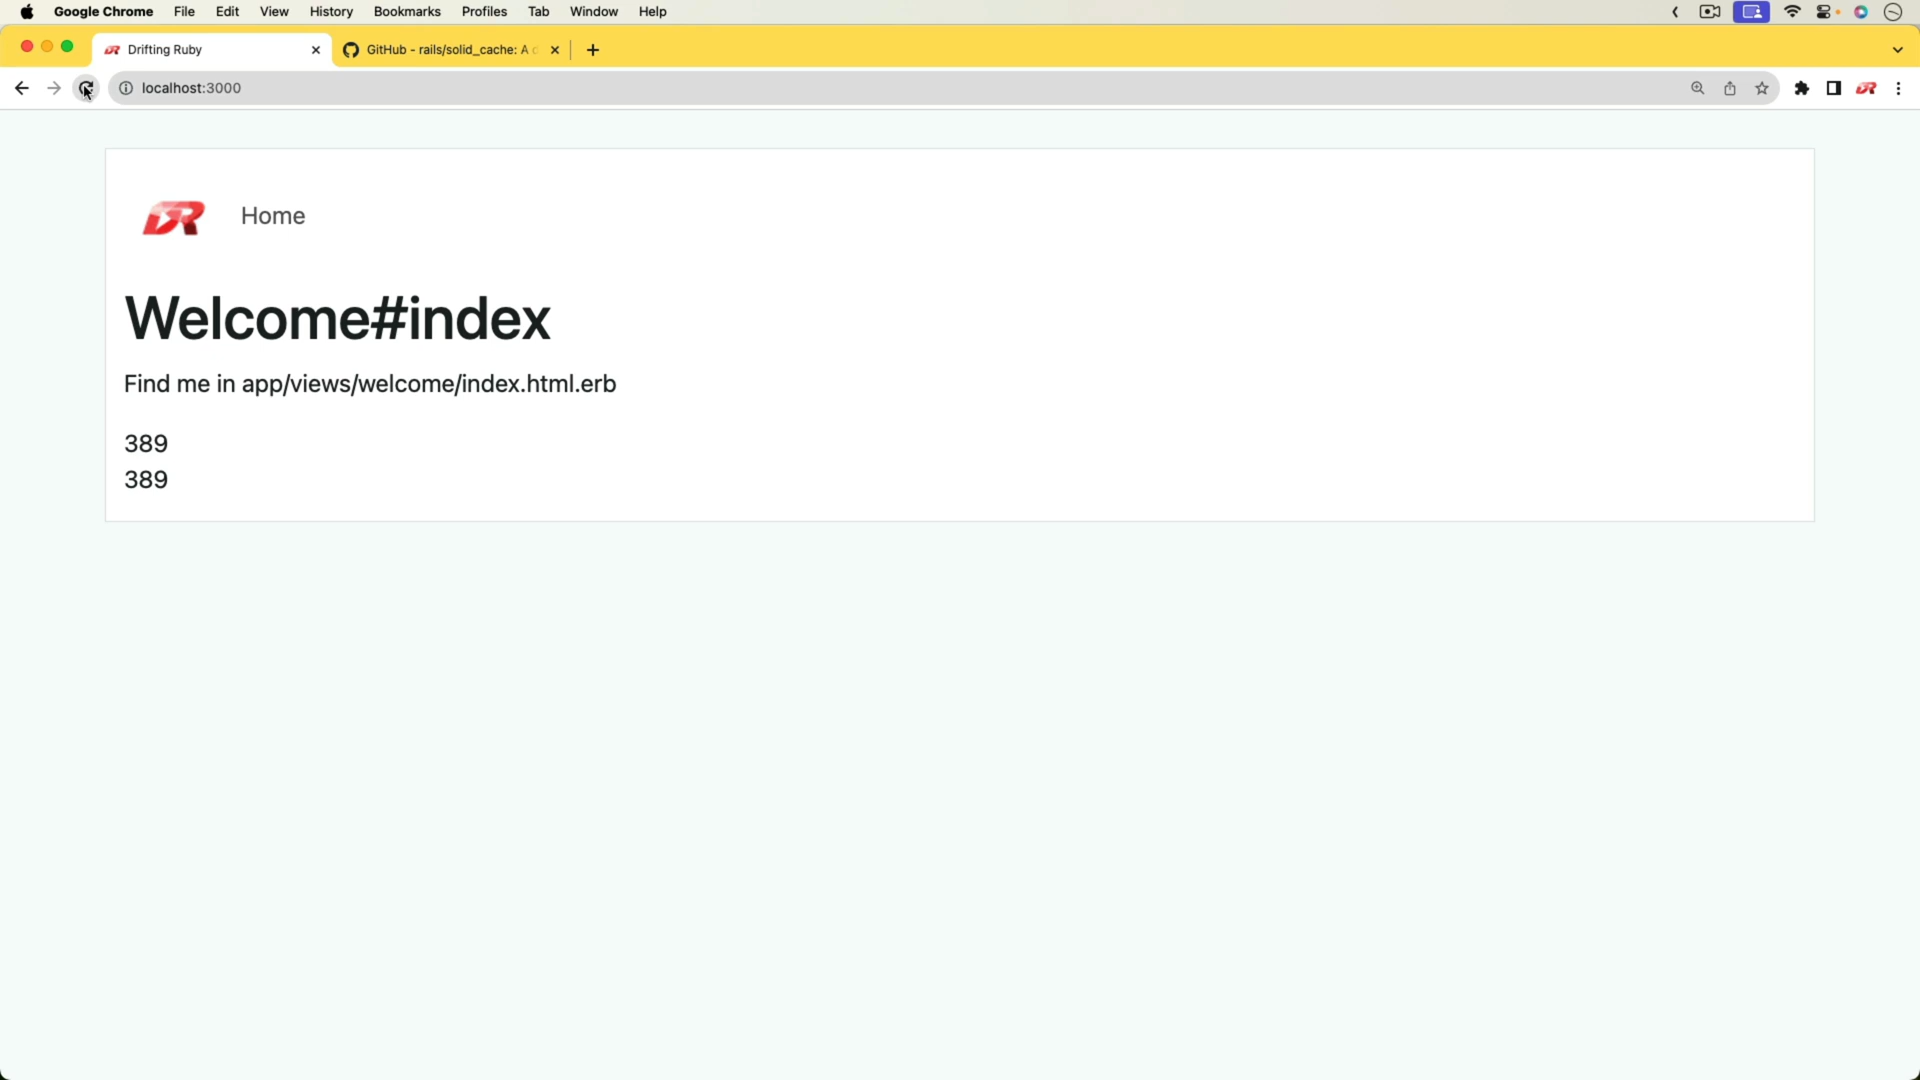 Google Chrome File Edit View History Bookmarks Profiles Tab Window Help
Drifting Ruby
GitHub - rails/solid_cache: A
localhost:3000
DR Home
Welcome#index
Find me in app/views/welcome/index.html.erb
389
389